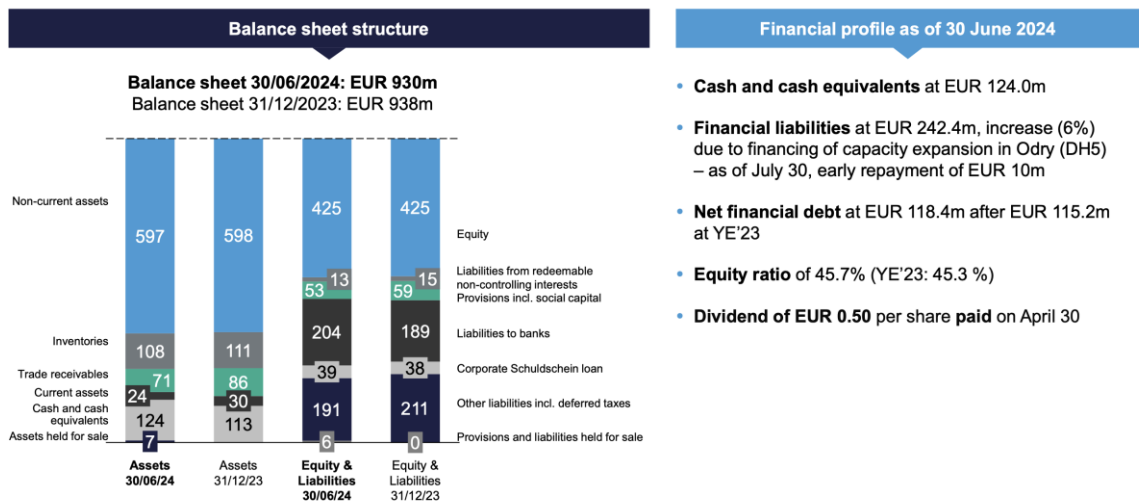 Balance sheet structure
Balance sheet 30/06/2024: EUR 930m
Balance sheet 31/12/2023: EUR 938m
Non-current assets
Inventories
Trade receivables
Current assets
Cash and cash
equivalents
Assets held for sale
597
108
71
24
124
7
598
111
86
30
113
425
13
53
204
39
191
6
425
15
59
189
38
211
0
Equity
Liabilities from redeemable
non-controlling interests
Provisions incl. social capital
Liabilities to banks
Corporate Schuldschein loan
Other liabilities incl. deferred taxes
Provisions and liabilities held for sale
Assets
30/06/24
Assets
31/12/23
Equity &
Liabilities
30/06/24
Equity &
Liabilities
31/12/23
Financial profile as of 30 June 2024
• Cash and cash equivalents at EUR 124.0m
• Financial liabilities at EUR 242.4m, increase (6%)
due to financing of capacity expansion in Odry (DH5)
– as of July 30, early repayment of EUR 10m
• Net financial debt at EUR 118.4m after EUR 115.2m
at YE’23
• Equity ratio of 45.7% (YE’23: 45.3 %)
• Dividend of EUR 0.50 per share paid on April 30